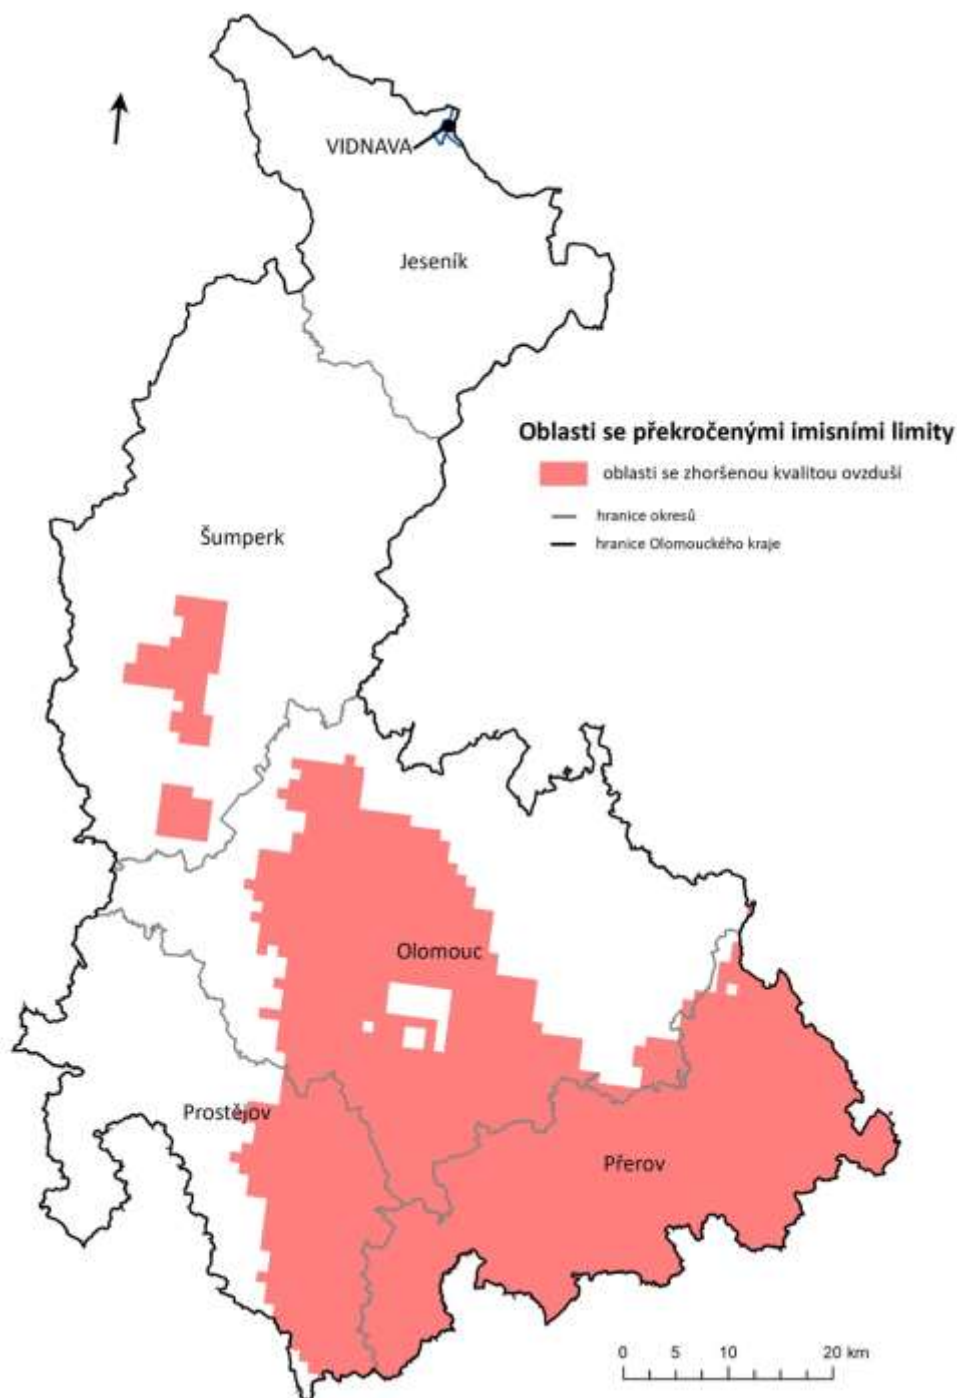 VIDNAVA
Jeseník
Oblasti se překročenými imisními limity
oblasti se zhoršenou kvalitou ovzduší
hranice okresů
hranice Olomouckého kraje
Šumperk
Olomouc
Prostějov
Přerov
0 5 10 20 km